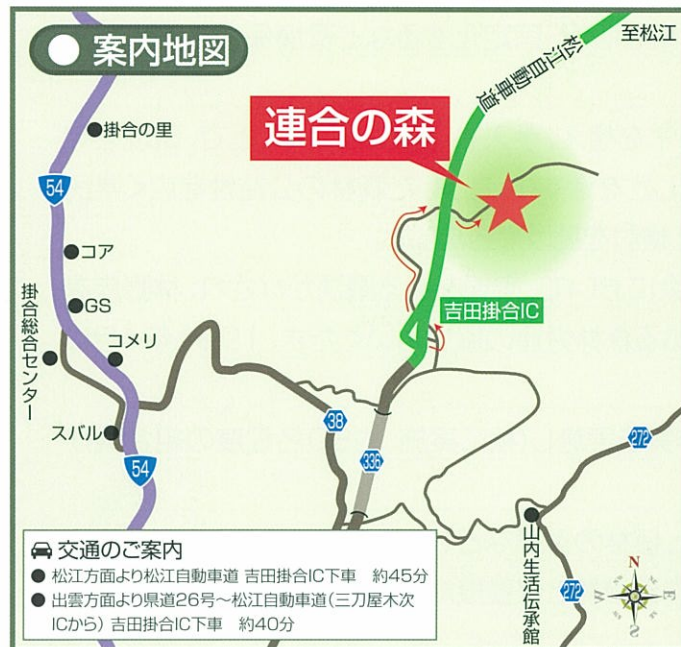 案内地図
至松江
松江自動車道
連合の森
掛合の里
54
コア
GS
吉田掛合IC
コメリ
掛合総合センター
スバル
38
336
272
54
山内生活伝承館
272
交通のご案内
● 松江方面より松江自動車道 吉田掛合IC下車 約45分
● 出雲方面より県道26号～松江自動車道(三刀屋木次
ICから) 吉田掛合IC下車 約40分
N
W
E
S